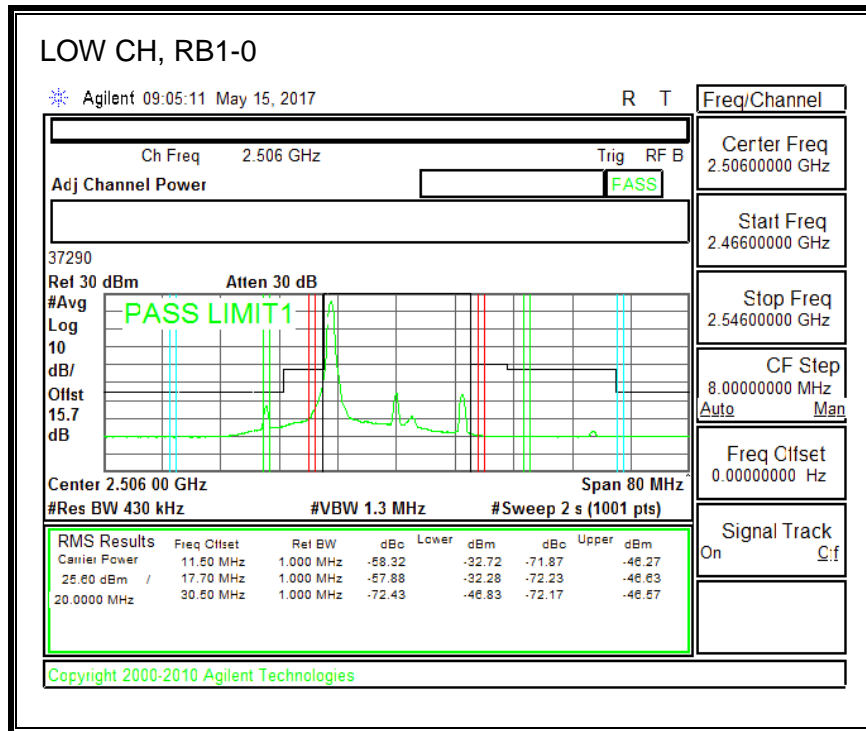 LOW CH, RB1-0
Agilent 09:05:11 May 15, 2017 R T
Freq/Channel
Ch Freq 2.506 GHz Trig RF B
Adj Channel Power
PASS
Center Freq
2.50600000 GHz
Start Freq
2.46600000 GHz
Stop Freq
2.54600000 GHz
CF Step
8.00000000 MHz
Auto Man
Freq Offset
0.00000000 Hz
Signal Track
On Off
37290
Ref 30 dBm Atten 30 dB
#Avg
Log
10
dB/
Offst
15.7
dB
PASS LIMIT1
Center 2.506 00 GHz Span 80 MHz
#Res BW 430 kHz #VBW 1.3 MHz #Sweep 2 s (1001 pts)
RMS Results Freq Offset Ref BW dBc Lower dBm dBc Upper dBm
Carrier Power 11.50 MHz 1.000 MHz -58.32 -32.72 -71.87 -46.27
25.60 dBm / 17.70 MHz 1.000 MHz -57.88 -32.28 -72.23 -46.63
20.0000 MHz 30.50 MHz 1.000 MHz -72.43 -46.83 -72.17 -46.57
Copyright 2000-2010 Agilent Technologies